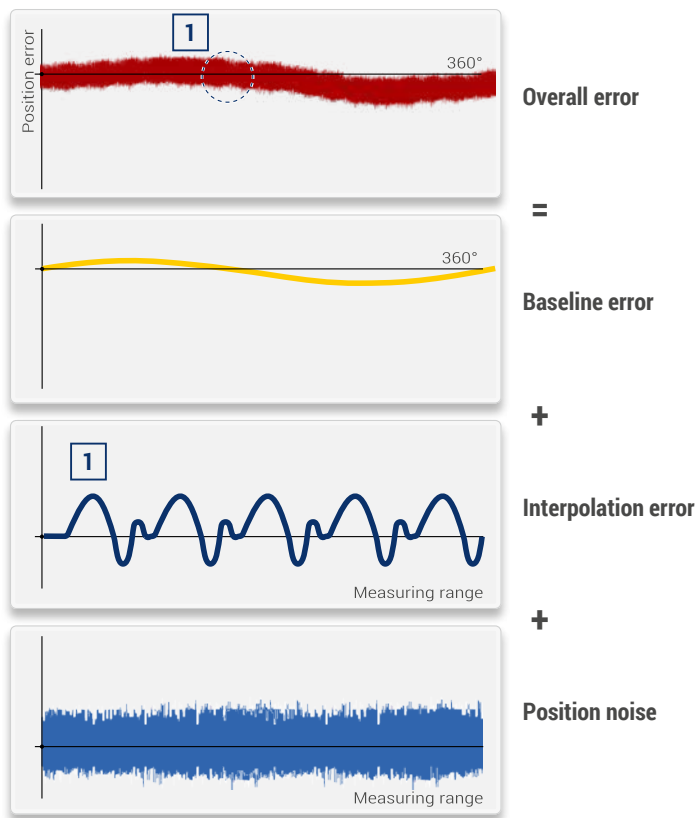 1
Position error
360°
Overall error
=
360°
Baseline error
+
1
Interpolation error
Measuring range
+
Position noise
Measuring range